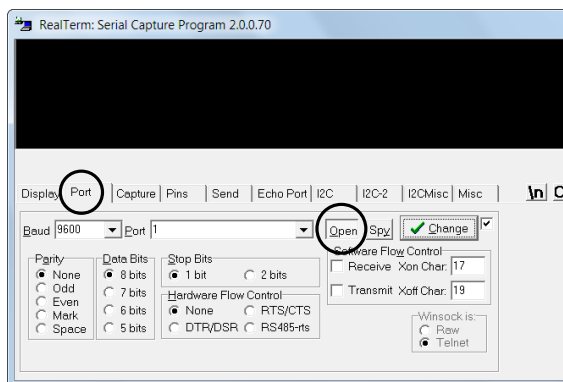 RealTerm: Serial Capture Program 2.0.0.70
Display Port Capture Pins Send Echo Port I2C I2C-2 I2CMisc Misc \n
Baud 9600 Port 1 Open Spy Change
Parity Data Bits Stop Bits Software Flow Control
None 8 bits 1 bit 2 bits Receive Xon Char: 17
Odd 7 bits Hardware Flow Control Transmit Xoff Char: 19
Even 6 bits None RTS/CTS Winsock is:
Mark 5 bits DTR/DSR RS485-rts Raw
Space Telnet